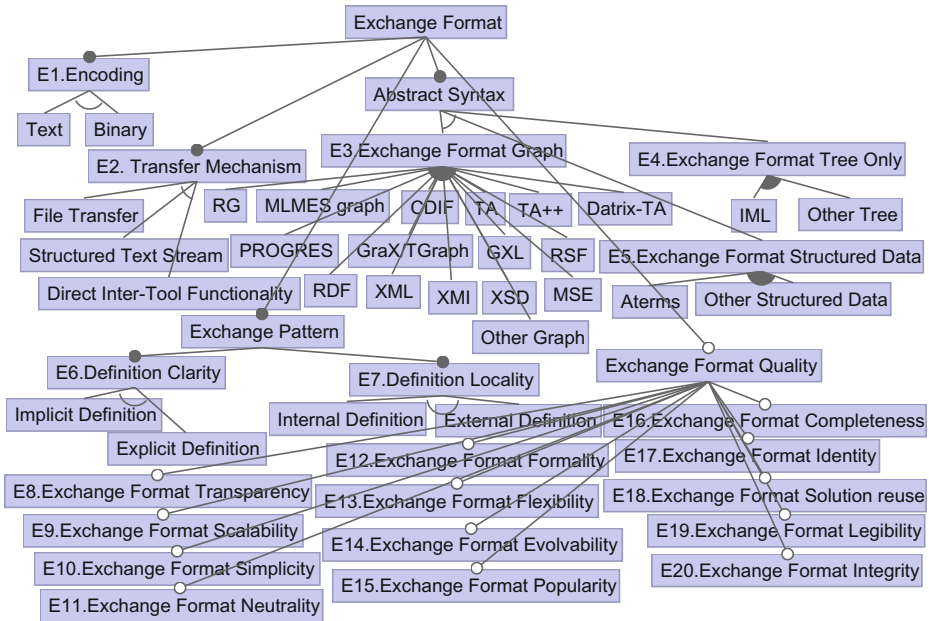 Exchange Format
E1.Encoding
Abstract Syntax
Text
Binary
E2. Transfer Mechanism
E3.Exchange Format Graph
E4.Exchange Format Tree Only
File Transfer
RG
MLMES graph
CDIF
TA
TA++
Datrix-TA
IML
Other Tree
Structured Text Stream
PROGRES
GraX/TGraph
GXL
RSF
E5.Exchange Format Structured Data
Direct Inter-Tool Functionality
RDF
XML
XMI
XSD
MSE
Aterms
Other Structured Data
Exchange Pattern
Other Graph
E6.Definition Clarity
E7.Definition Locality
Exchange Format Quality
Implicit Definition
Explicit Definition
Internal Definition
External Definition
E16.Exchange Format Completeness
E12.Exchange Format Formality
E17.Exchange Format Identity
E8.Exchange Format Transparency
E13.Exchange Format Flexibility
E18.Exchange Format Solution reuse
E9.Exchange Format Scalability
E14.Exchange Format Evolvability
E19.Exchange Format Legibility
E10.Exchange Format Simplicity
E15.Exchange Format Popularity
E20.Exchange Format Integrity
E11.Exchange Format Neutrality